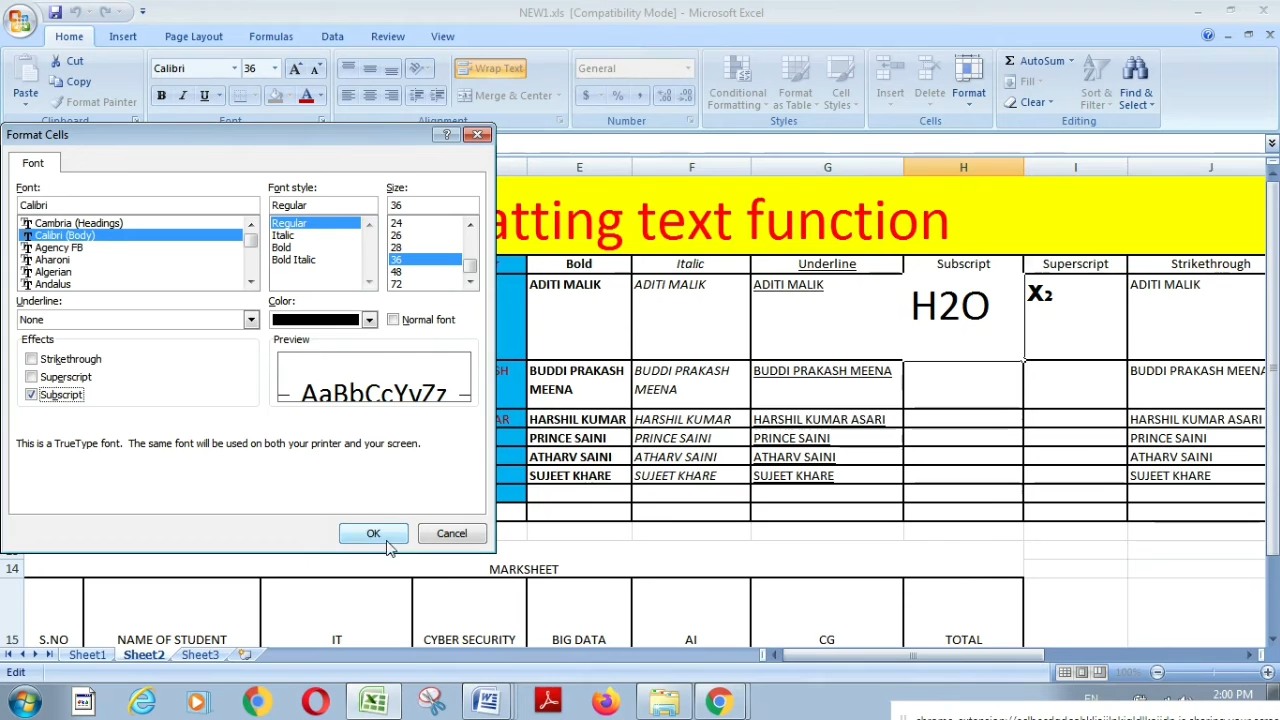 NEW1.xls [Compatibility Mode] - Microsoft Excel
Home Insert Page Layout Formulas Data Review View
Paste Cut Copy Format Painter Clipboard
Calibri 36 A A B I U A Font
Wrap Text Merge & Center Alignment
General $ % , Number
Conditional Formatting Format as Table Cell Styles Styles
Insert Delete Format Cells
AutoSum Fill Clear Sort & Filter Find & Select Editing
Format Cells
Font
Font: Font style: Size:
Calibri Regular 36
Cambria (Headings) Regular 24
Calibri (Body) Italic 26
Agency FB Bold 28
Aharoni Bold Italic 36
Algerian 48
Andalus 72
Underline: Color:
None Normal font
Effects Preview
Strikethrough
Superscript AaBbCcYyZz
Subscript
This is a TrueType font. The same font will be used on both your printer and your screen.
OK Cancel
E F G H I J
atting text function
Bold Italic Underline Subscript Superscript Strikethrough
ADITI MALIK ADITI MALIK ADITI MALIK H2O X₂ ADITI MALIK
SH BUDDI PRAKASH MEENA BUDDI PRAKASH MEENA BUDDI PRAKASH MEENA BUDDI PRAKASH MEENA
AR HARSHIL KUMAR HARSHIL KUMAR HARSHIL KUMAR ASARI HARSHIL KUMAR ASARI
PRINCE SAINI PRINCE SAINI PRINCE SAINI PRINCE SAINI
ATHARV SAINI ATHARV SAINI ATHARV SAINI ATHARV SAINI
SUJEET KHARE SUJEET KHARE SUJEET KHARE SUJEET KHARE
14 MARKSHEET
15 S.NO NAME OF STUDENT IT CYBER SECURITY BIG DATA AI CG TOTAL
Sheet1 Sheet2 Sheet3
Edit 100%
EN 2:00 PM